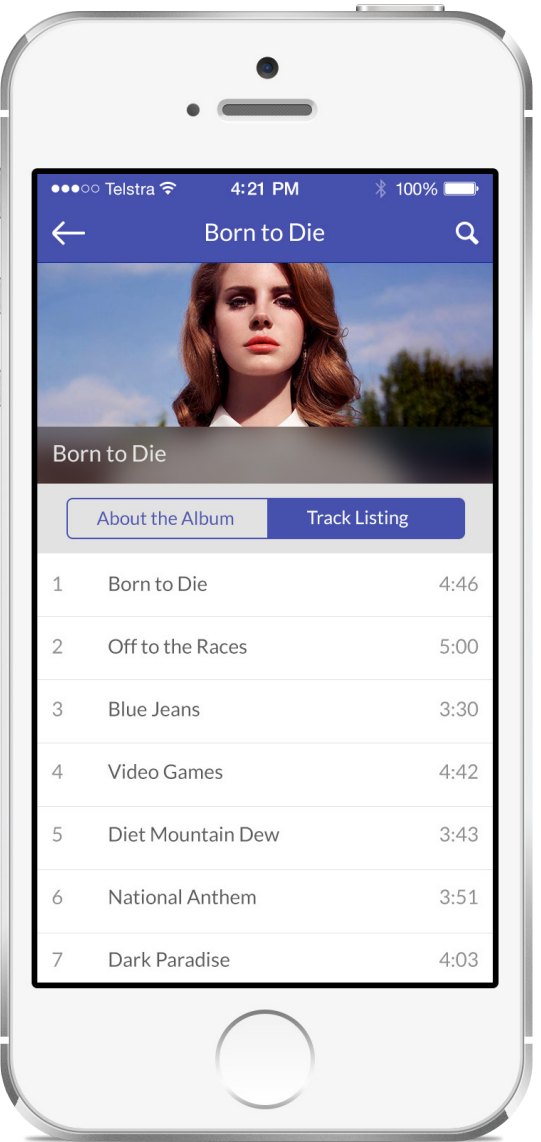 Telstra 4:21 PM 100%
Born to Die
Born to Die
About the Album Track Listing
1 Born to Die 4:46
2 Off to the Races 5:00
3 Blue Jeans 3:30
4 Video Games 4:42
5 Diet Mountain Dew 3:43
6 National Anthem 3:51
7 Dark Paradise 4:03